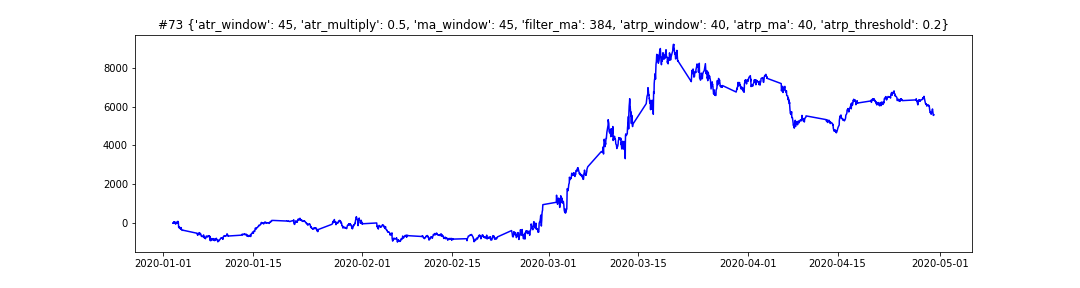 #73 {'atr_window': 45, 'atr_multiply': 0.5, 'ma_window': 45, 'filter_ma': 384, 'atrp_window': 40, 'atrp_ma': 40, 'atrp_threshold': 0.2}
8000
6000
4000
2000
0
2020-01-01 2020-01-15 2020-02-01 2020-02-15 2020-03-01 2020-03-15 2020-04-01 2020-04-15 2020-05-01